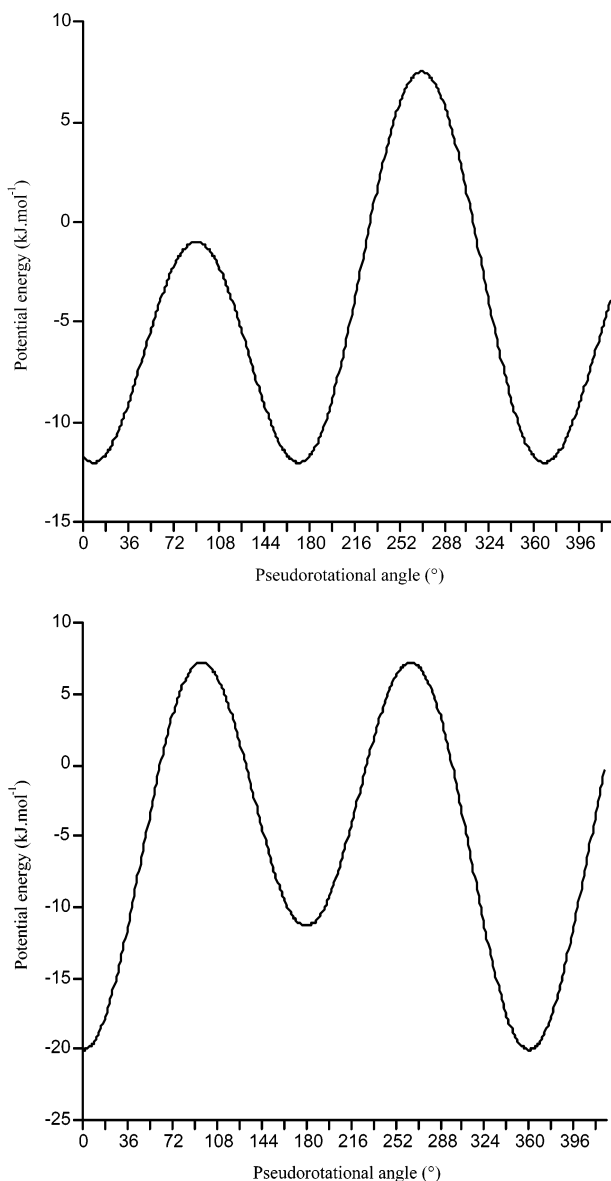 10
5
0
-5
-10
-15
Potential energy (kJ.mol-1)
0 36 72 108 144 180 216 252 288 324 360 396
Pseudorotational angle (°)
10
5
0
-5
-10
-15
-20
-25
Potential energy (kJ.mol-1)
0 36 72 108 144 180 216 252 288 324 360 396
Pseudorotational angle (°)